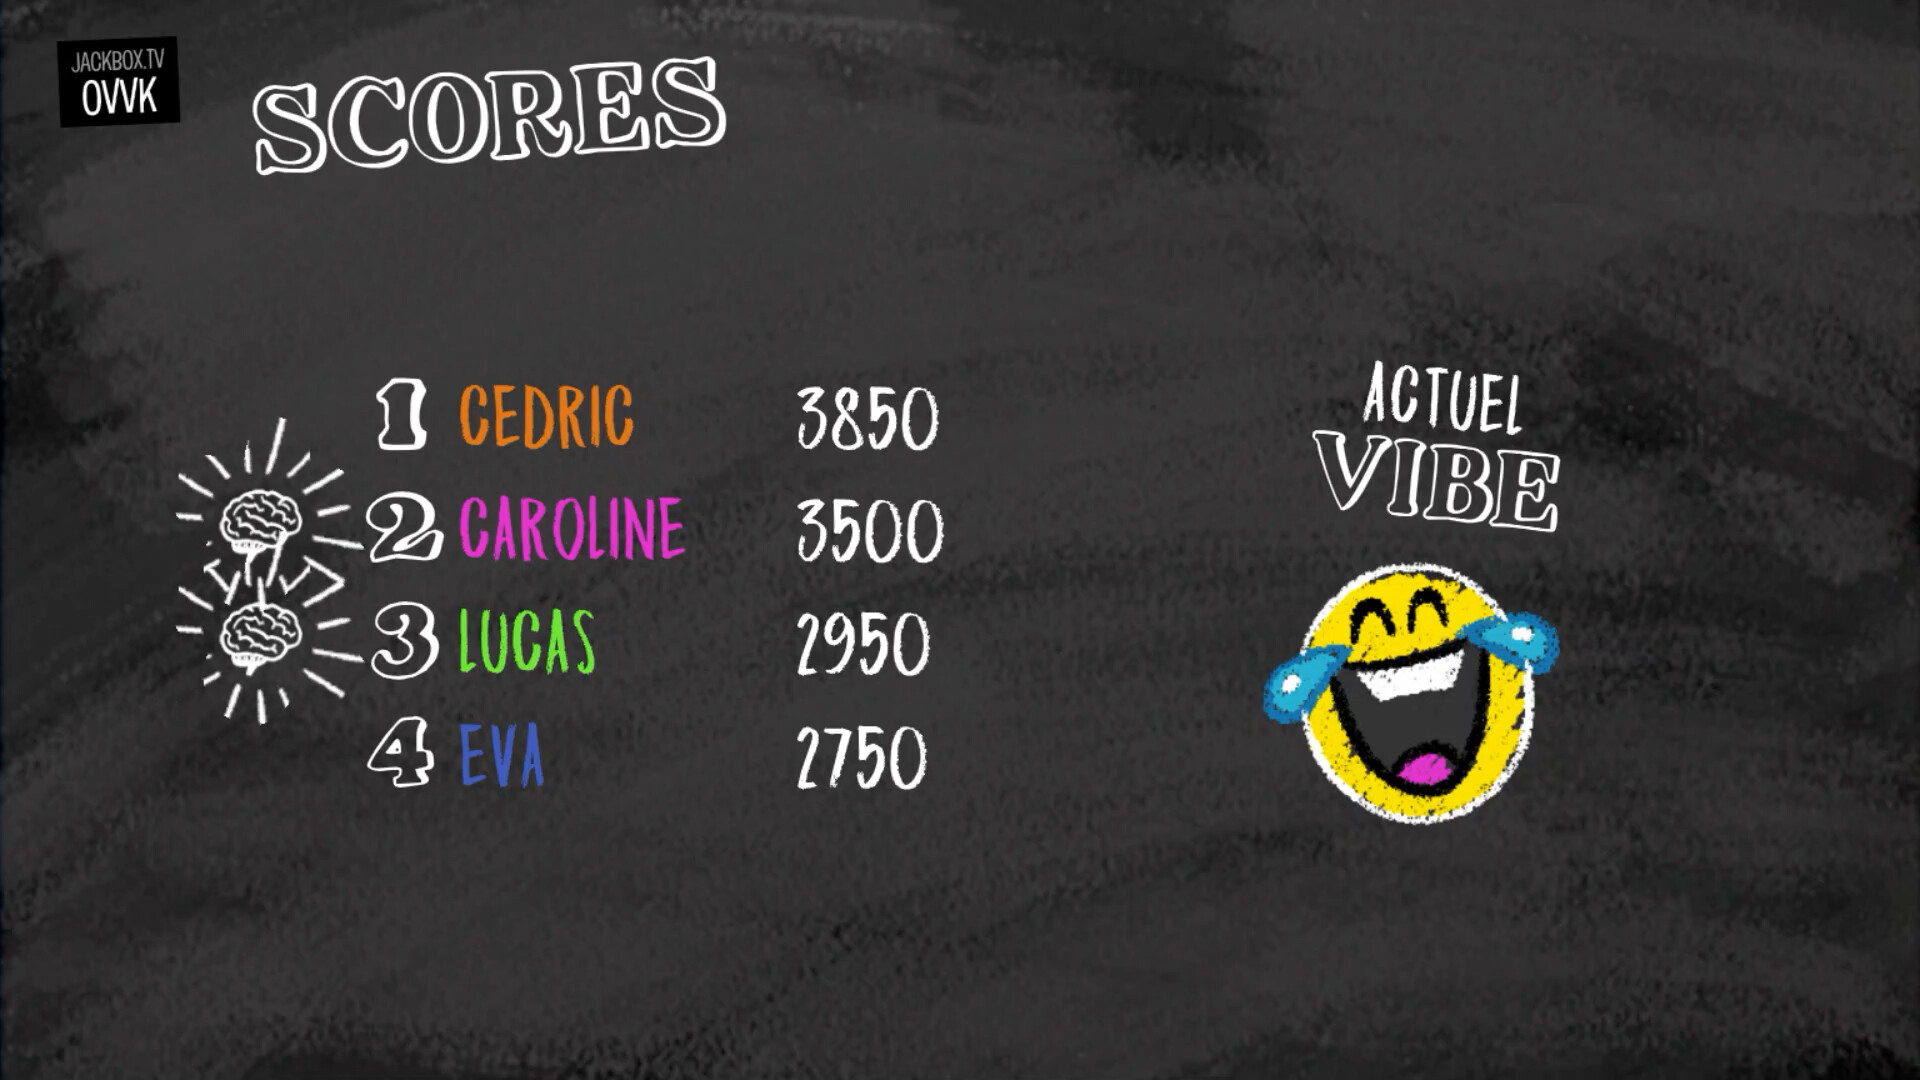 JACKBOX.TV
OVVK
SCORES
1 CEDRIC 3850
2 CAROLINE 3500
3 LUCAS 2950
4 EVA 2750
ACTUEL
VIBE